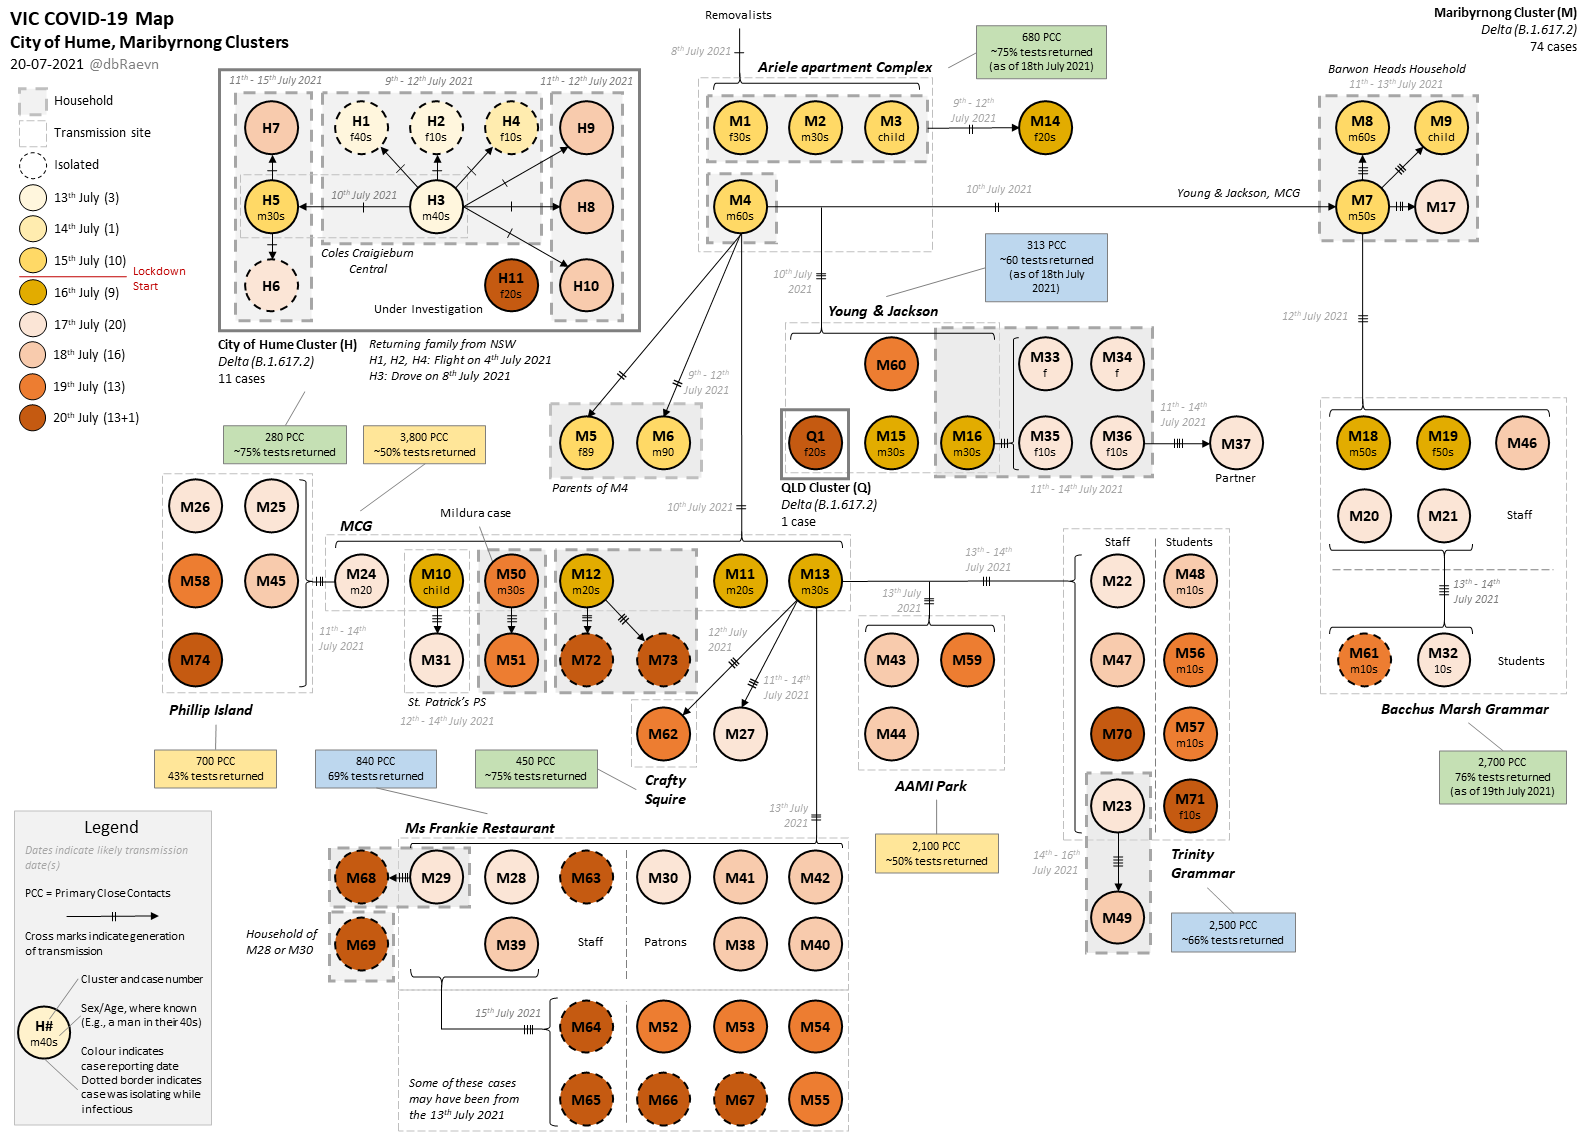 VIC COVID-19 Map
City of Hume, Maribyrnong Clusters
20-07-2021 @dbRaevn
Household
Transmission site
Isolated
13th July (3)
14th July (1)
15th July (10)
Lockdown
Start
16th July (9)
17th July (20)
18th July (16)
19th July (13)
20th July (13+1)
11th - 15th July 2021
9th - 12th July 2021
11th - 12th July 2021
H7
H1
f40s
H2
f10s
H4
f10s
H9
H5
m30s
10th July 2021
H3
m40s
H8
Coles Craigieburn
Central
H6
H11
f20s
H10
Under Investigation
City of Hume Cluster (H)
Delta (B.1.617.2)
11 cases
Returning family from NSW
H1, H2, H4: Flight on 4th July 2021
H3: Drove on 8th July 2021
280 PCC
~75% tests returned
3,800 PCC
~50% tests returned
Removalists
8th July 2021
680 PCC
~75% tests returned
(as of 18th July 2021)
Ariele apartment Complex
M1
f30s
M2
m30s
M3
child
9th - 12th
July 2021
M14
f20s
M4
m60s
10th July 2021
Young & Jackson, MCG
Maribyrnong Cluster (M)
Delta (B.1.617.2)
74 cases
Barwon Heads Household
11th - 13th July 2021
M8
m60s
M9
child
M7
m50s
M17
12th July 2021
10th July
2021
313 PCC
~60 tests returned
(as of 18th July
2021)
Young & Jackson
M60
M33
f
M34
f
Q1
f20s
M15
m30s
M16
m30s
M35
f10s
M36
f10s
11th - 14th
July 2021
M37
Partner
11th - 14th July 2021
QLD Cluster (Q)
Delta (B.1.617.2)
1 case
9th - 12th
July 2021
M5
f89
M6
m90
Parents of M4
10th July 2021
M18
m50s
M19
f50s
M46
M20
M21
Staff
13th - 14th
July 2021
M61
m10s
M32
10s
Students
Bacchus Marsh Grammar
2,700 PCC
76% tests returned
(as of 19th July 2021)
M26
M25
M58
M45
M74
11th - 14th
July 2021
Phillip Island
700 PCC
43% tests returned
MCG
Mildura case
M24
m20
M10
child
M50
m30s
M12
m20s
M11
m20s
M13
m30s
M31
M51
M72
M73
St. Patrick's PS
12th - 14th July 2021
12th July
2021
11th - 14th
July 2021
M62
M27
Crafty
Squire
450 PCC
~75% tests returned
840 PCC
69% tests returned
13th - 14th
July 2021
13th July
2021
M43
M59
M44
AAMI Park
2,100 PCC
~50% tests returned
Staff
Students
M22
M48
m10s
M47
M56
m10s
M70
M57
m10s
M23
M71
f10s
14th - 16th
July 2021
M49
Trinity
Grammar
2,500 PCC
~66% tests returned
13th July
2021
Ms Frankie Restaurant
M68
M29
M28
M63
M30
M41
M42
Household of
M28 or M30
M69
M39
Staff
Patrons
M38
M40
15th July 2021
M64
M52
M53
M54
Some of these cases
may have been from
the 13th July 2021
M65
M66
M67
M55
Legend
Dates indicate likely transmission
date(s)
PCC = Primary Close Contacts
Cross marks indicate generation
of transmission
Cluster and case number
Sex/Age, where known
(E.g., a man in their 40s)
H#
m40s
Colour indicates
case reporting date
Dotted border indicates
case was isolating while
infectious